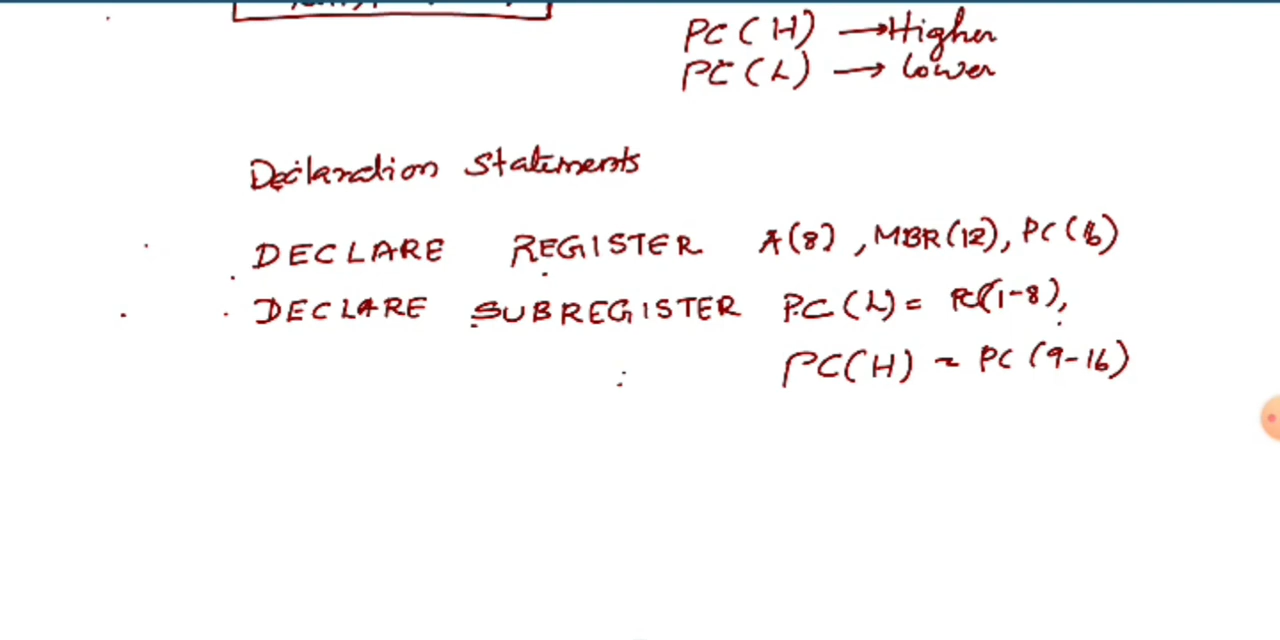 PC(H) → Higher
PC(L) → Lower
Declaration Statements
DECLARE REGISTER A(8), MBR(12), PC(16)
DECLARE SUBREGISTER PC(L) = PC(1-8),
PC(H) = PC(9-16)